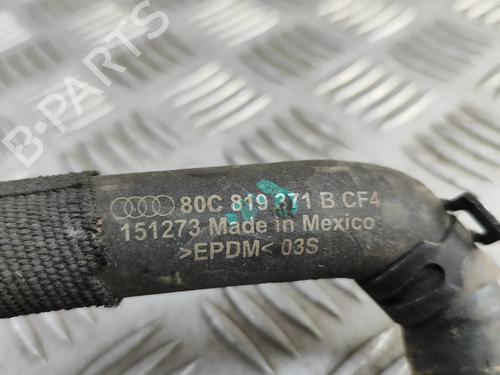 B-PARTS
80C 819 371 B CF4
151273 Made in Mexico
>EPDM< 03S